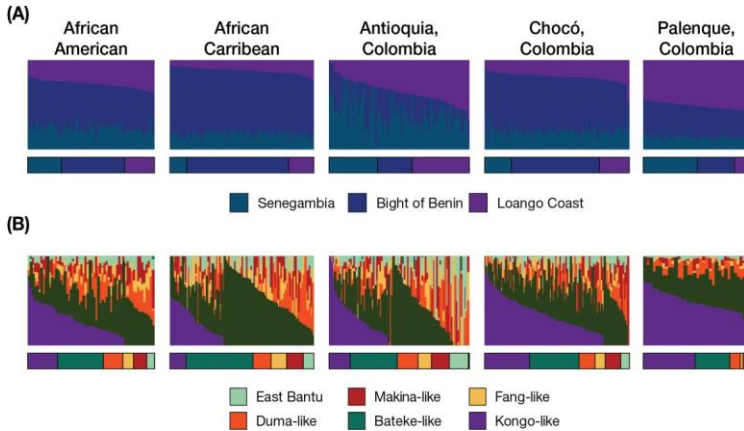 (A)
African American
African Carribean
Antioquia, Colombia
Chocó, Colombia
Palenque, Colombia
Senegambia
Bight of Benin
Loango Coast
(B)
East Bantu
Makina-like
Fang-like
Duma-like
Bateke-like
Kongo-like